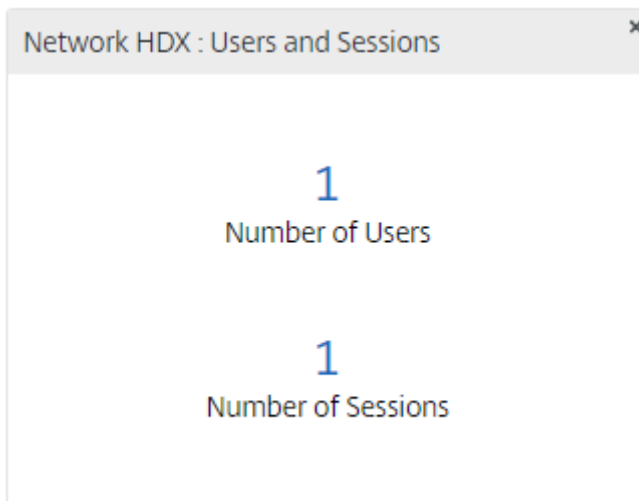 Network HDX : Users and Sessions
1
Number of Users
1
Number of Sessions